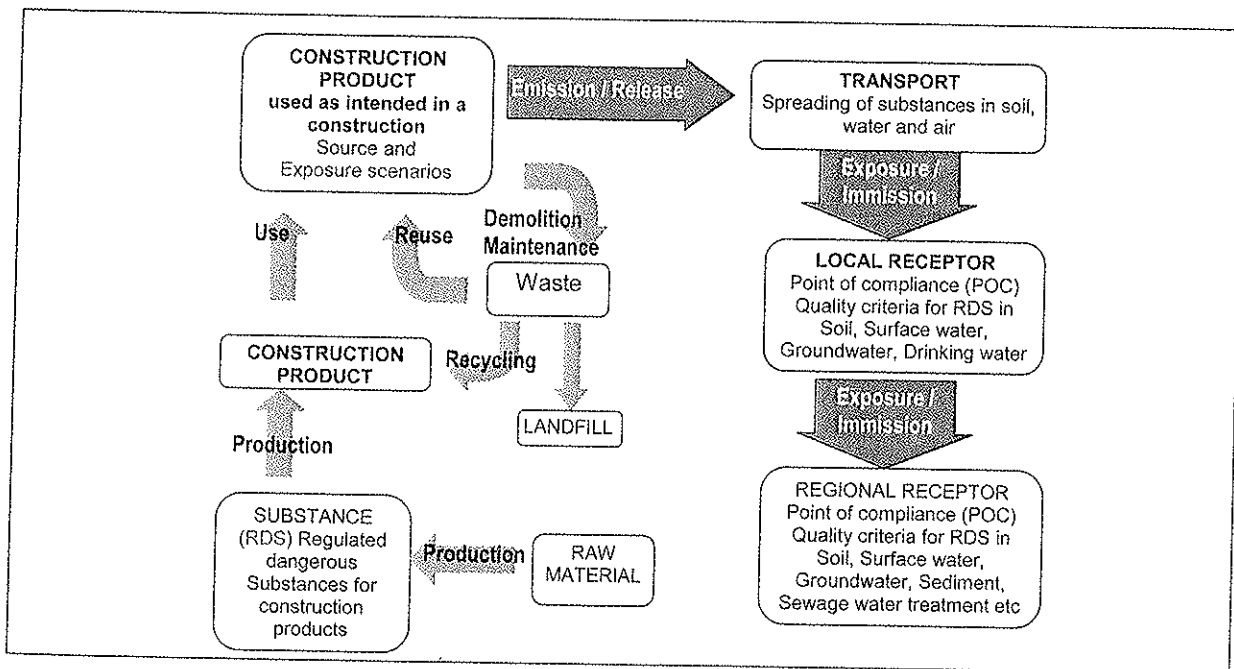 CONSTRUCTION
PRODUCT
used as intended in a
construction
Source and
Exposure scenarios
Emission / Release
TRANSPORT
Spreading of substances in soil,
water and air
Exposure /
Immission
Use
Reuse
Demolition
Maintenance
Waste
LOCAL RECEPTOR
Point of compliance (POC)
Quality criteria for RDS in
Soil, Surface water,
Groundwater, Drinking water
CONSTRUCTION
PRODUCT
Recycling
LANDFILL
Exposure /
Immission
Production
SUBSTANCE
(RDS) Regulated
dangerous
Substances for
construction
products
Production
RAW
MATERIAL
REGIONAL RECEPTOR
Point of compliance (POC)
Quality criteria for RDS in
Soil, Surface water,
Groundwater, Sediment,
Sewage water treatment etc